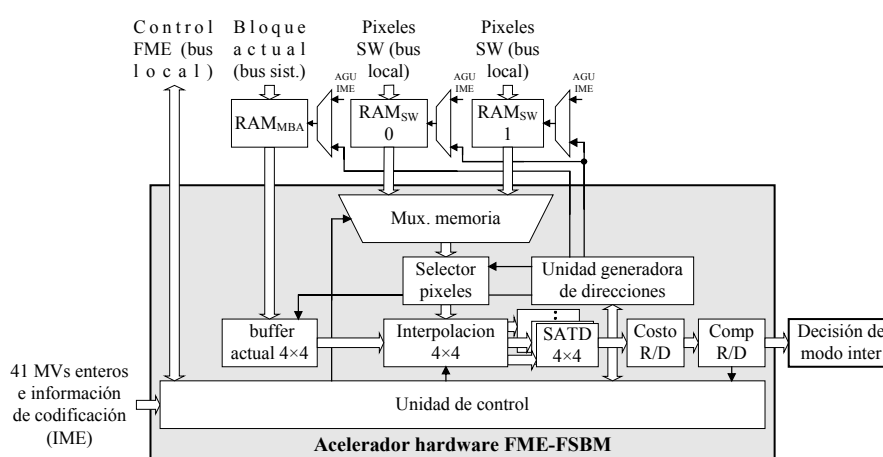 Control
FME (bus
local)
Bloque
actual
(bus sist.)
Pixeles
SW (bus
local)
Pixeles
SW (bus
local)
AGU
IME
AGU
IME
AGU
IME
RAMMBA
RAMSW
0
RAMSW
1
Mux. memoria
Selector
pixeles
Unidad generadora
de direcciones
buffer
actual 4×4
Interpolacion
4×4
SATD
4×4
Costo
R/D
Comp
R/D
Decisión de
modo inter
41 MVs enteros
e información
de codificación
(IME)
Unidad de control
Acelerador hardware FME-FSBM